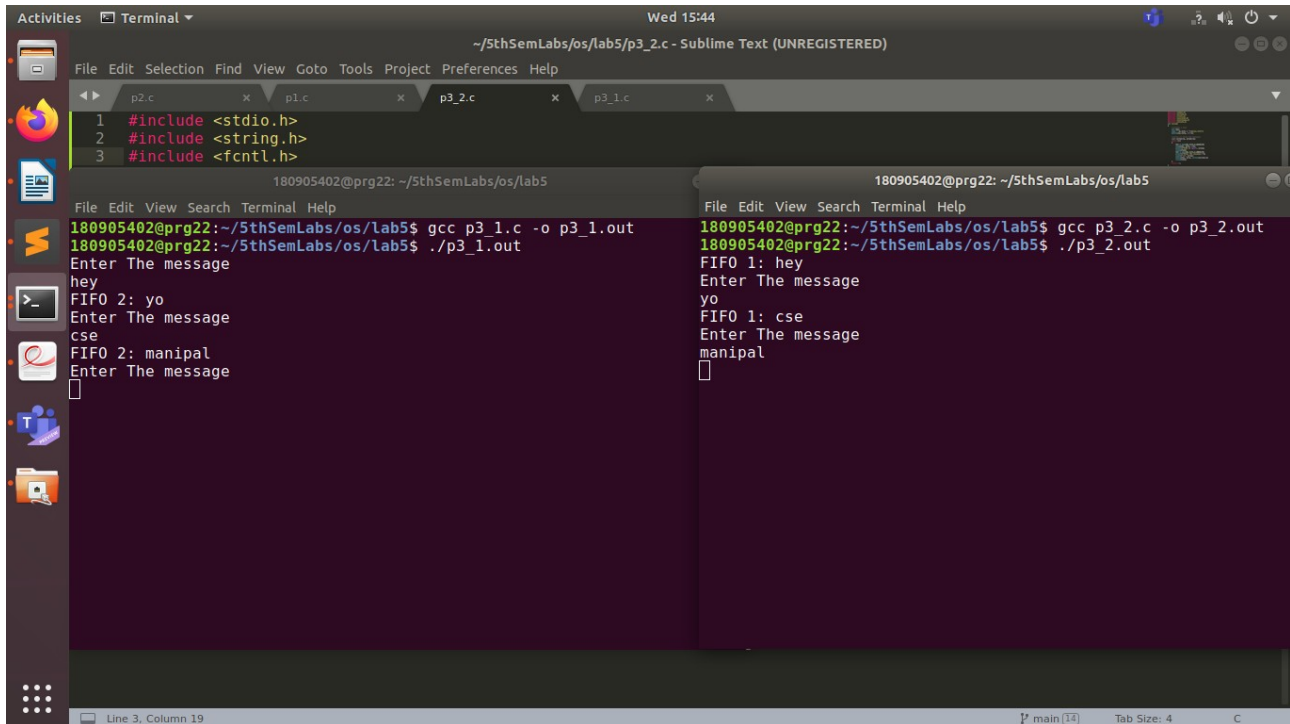 Activities Terminal Wed 15:44
~/5thSemLabs/os/lab5/p3_2.c - Sublime Text (UNREGISTERED)
File Edit Selection Find View Goto Tools Project Preferences Help
p2.c × p1.c × p3_2.c × p3_1.c ×
1 #include <stdio.h>
2 #include <string.h>
3 #include <fcntl.h>
180905402@prg22: ~/5thSemLabs/os/lab5
File Edit View Search Terminal Help
180905402@prg22:~/5thSemLabs/os/lab5$ gcc p3_1.c -o p3_1.out
180905402@prg22:~/5thSemLabs/os/lab5$ ./p3_1.out
Enter The message
hey
FIFO 2: yo
Enter The message
cse
FIFO 2: manipal
Enter The message
180905402@prg22: ~/5thSemLabs/os/lab5
File Edit View Search Terminal Help
180905402@prg22:~/5thSemLabs/os/lab5$ gcc p3_2.c -o p3_2.out
180905402@prg22:~/5thSemLabs/os/lab5$ ./p3_2.out
FIFO 1: hey
Enter The message
yo
FIFO 1: cse
Enter The message
manipal
Line 3, Column 19 main 14 Tab Size: 4 C